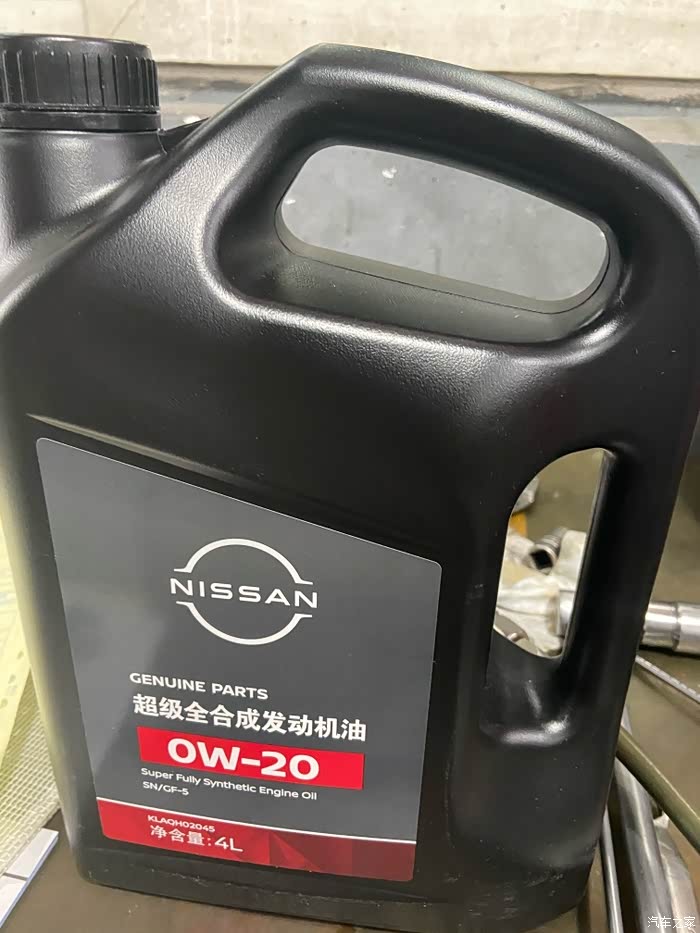 NISSAN
GENUINE PARTS
超级全合成发动机油
0W-20
Super Fully Synthetic Engine Oil
SN/GF-5
KLAQH02045
净含量:4L
汽车之家